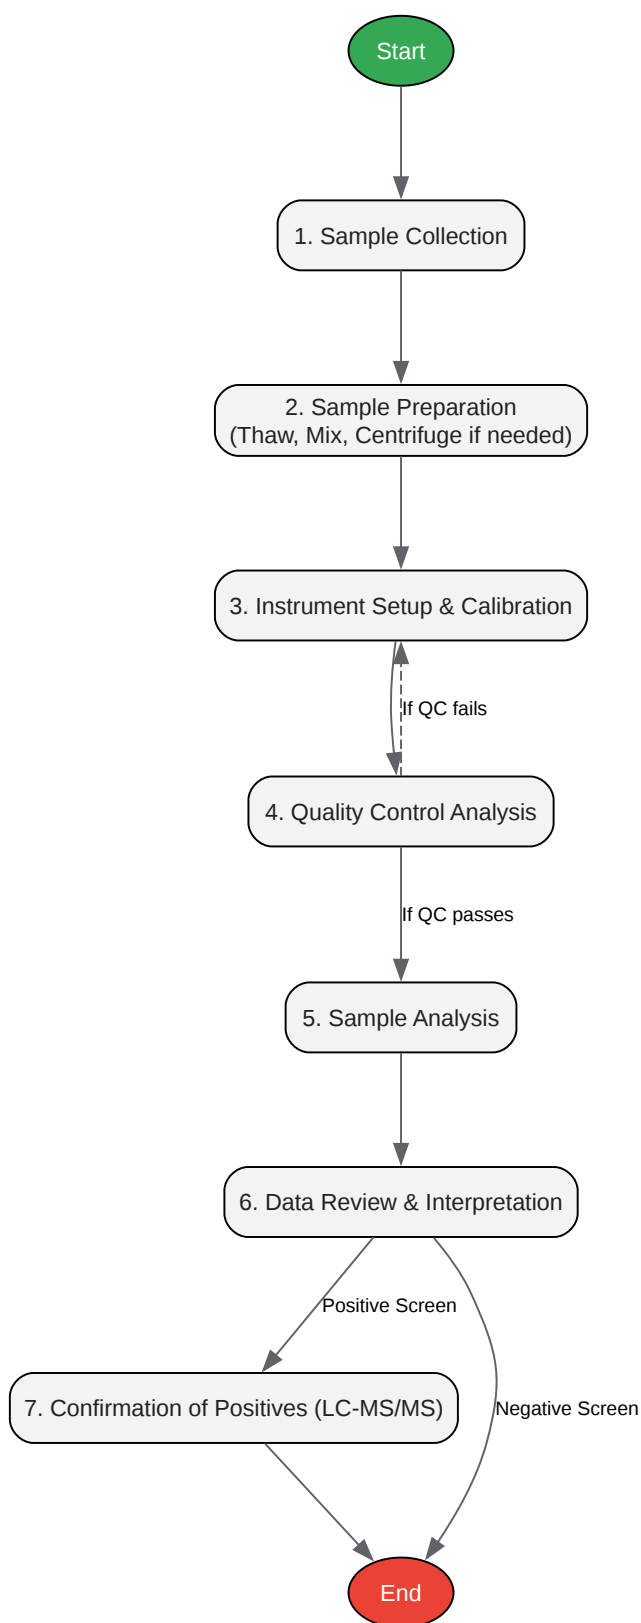 Start
1. Sample Collection
2. Sample Preparation
(Thaw, Mix, Centrifuge if needed)
3. Instrument Setup & Calibration
If QC fails
4. Quality Control Analysis
If QC passes
5. Sample Analysis
6. Data Review & Interpretation
Positive Screen
7. Confirmation of Positives (LC-MS/MS)
Negative Screen
End